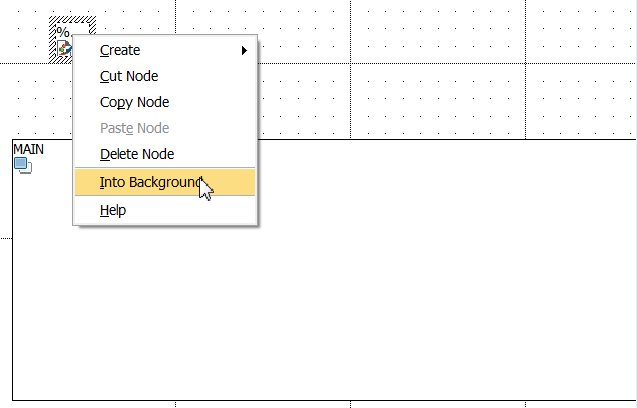 %.
Create
Cut Node
Copy Node
Paste Node
Delete Node
MAIN
Into Background
Help